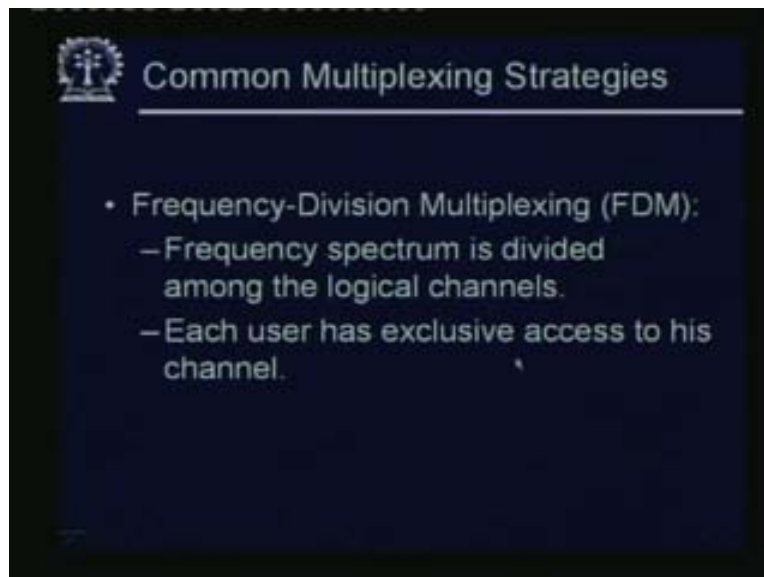 Common Multiplexing Strategies
• Frequency-Division Multiplexing (FDM):
–Frequency spectrum is divided
among the logical channels.
–Each user has exclusive access to his
channel.